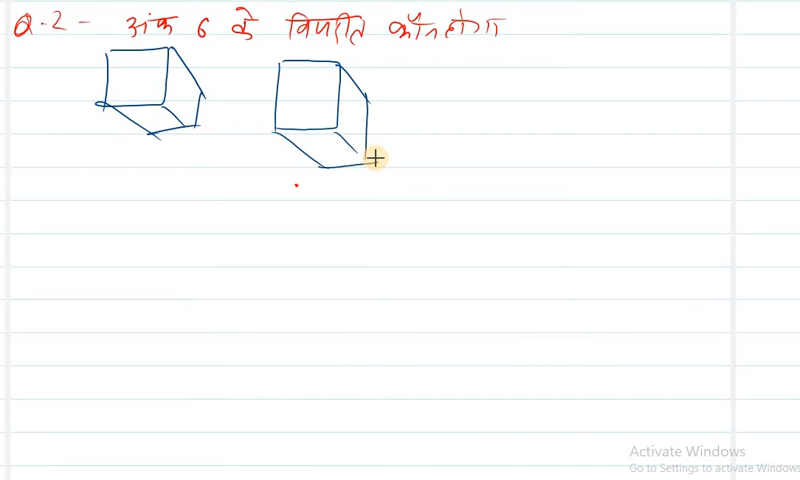 Q.2- अंक 6 के विपरीत कौन होगा
Activate Windows
Go to Settings to activate Windows